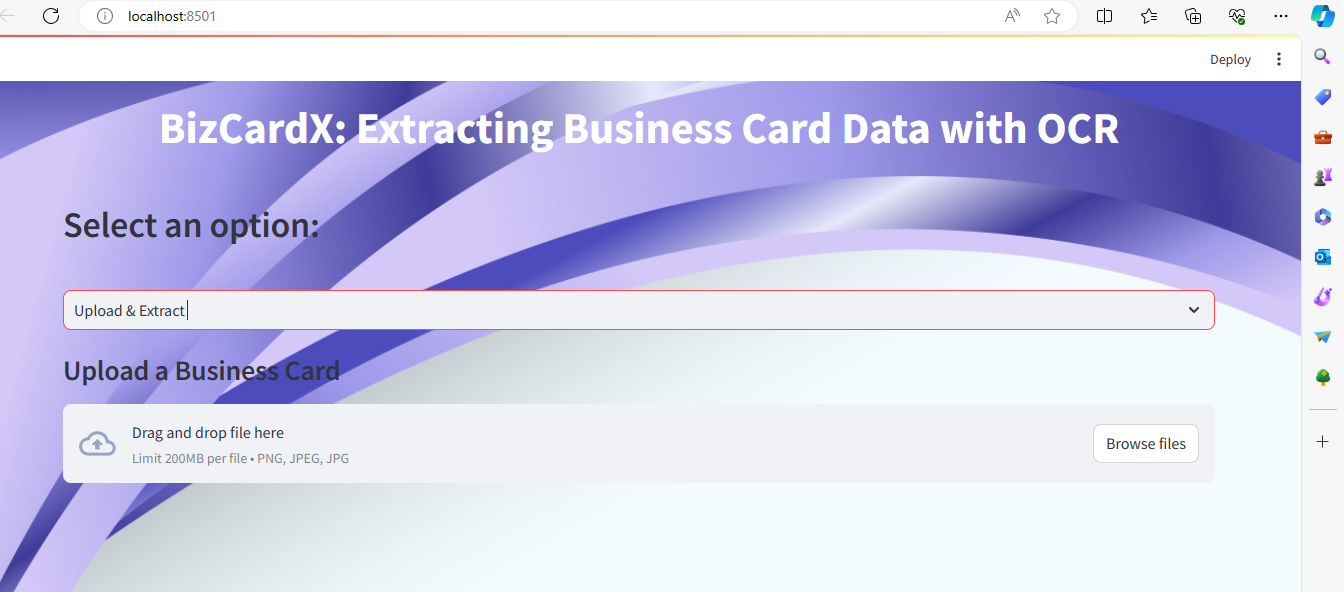 localhost:8501
Deploy
BizCardX: Extracting Business Card Data with OCR
Select an option:
Upload & Extract
Upload a Business Card
Drag and drop file here
Limit 200MB per file • PNG, JPEG, JPG
Browse files